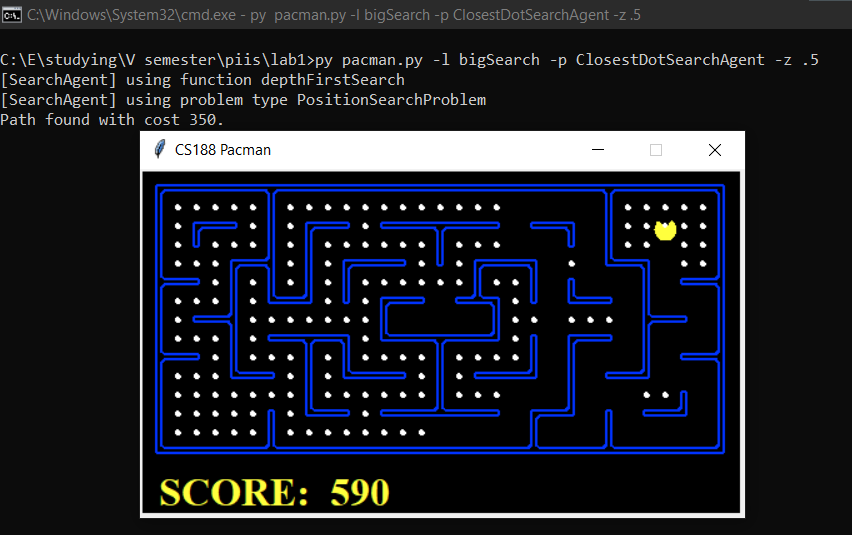 C:\Windows\System32\cmd.exe - py  pacman.py -l bigSearch -p ClosestDotSearchAgent -z .5
C:\E\studying\V semester\piis\lab1>py pacman.py -l bigSearch -p ClosestDotSearchAgent -z .5
[SearchAgent] using function depthFirstSearch
[SearchAgent] using problem type PositionSearchProblem
Path found with cost 350.
CS188 Pacman
SCORE: 590